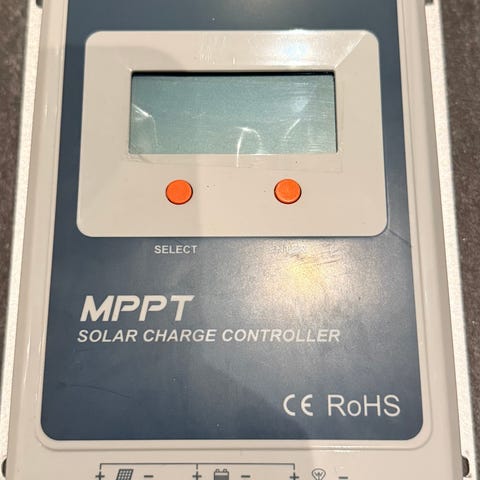 SELECT
MPPT
SOLAR CHARGE CONTROLLER
CE RoHS
+ − + − + −